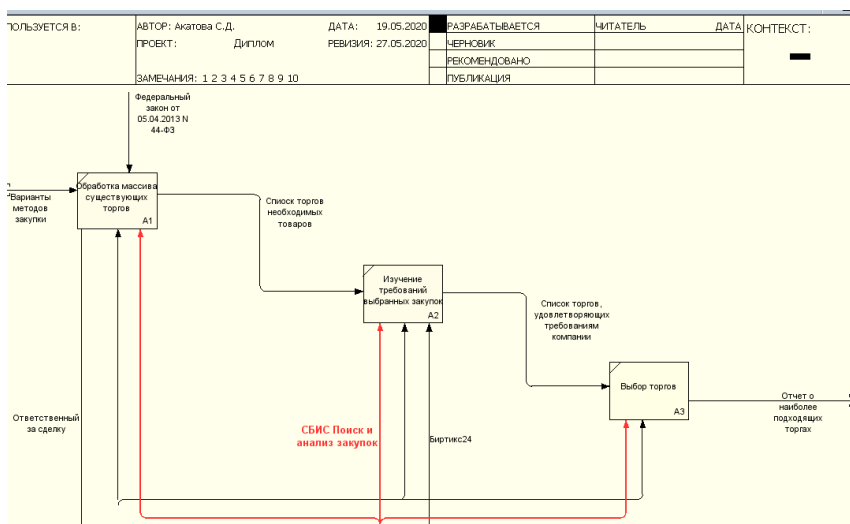 ПОЛЬЗУЕТСЯ В:
АВТОР: Акатова С.Д.
ДАТА: 19.05.2020
ПРОЕКТ: Диплом
РЕВИЗИЯ: 27.05.2020
ЗАМЕЧАНИЯ: 1 2 3 4 5 6 7 8 9 10
РАЗРАБАТЫВАЕТСЯ
ЧЕРНОВИК
РЕКОМЕНДОВАНО
ПУБЛИКАЦИЯ
ЧИТАТЕЛЬ
ДАТА
КОНТЕКСТ:
Федеральный
закон от
05.04.2013 N
44-ФЗ
Варианты
методов
закупки
Обработка массива
существующих
торгов
A1
Спиоск торгов
необходимых
товаров
Изучение
требований
выбранных закупок
A2
Список торгов,
удовлетворяющих
требованиям
компании
Выбор торгов
A3
Отчет о
наиболее
подходящих
торгах
Ответственный
за сделку
СБИС Поиск и
анализ закупок
Биртикс24